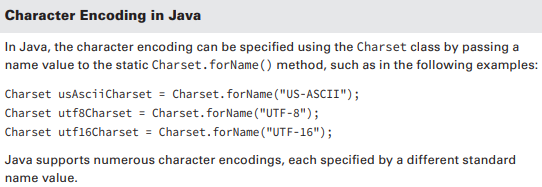 Character Encoding in Java
In Java, the character encoding can be specified using the Charset class by passing a
name value to the static Charset.forName() method, such as in the following examples:
Charset usAsciiCharset = Charset.forName("US-ASCII");
Charset utf8Charset = Charset.forName("UTF-8");
Charset utf16Charset = Charset.forName("UTF-16");
Java supports numerous character encodings, each specified by a different standard
name value.